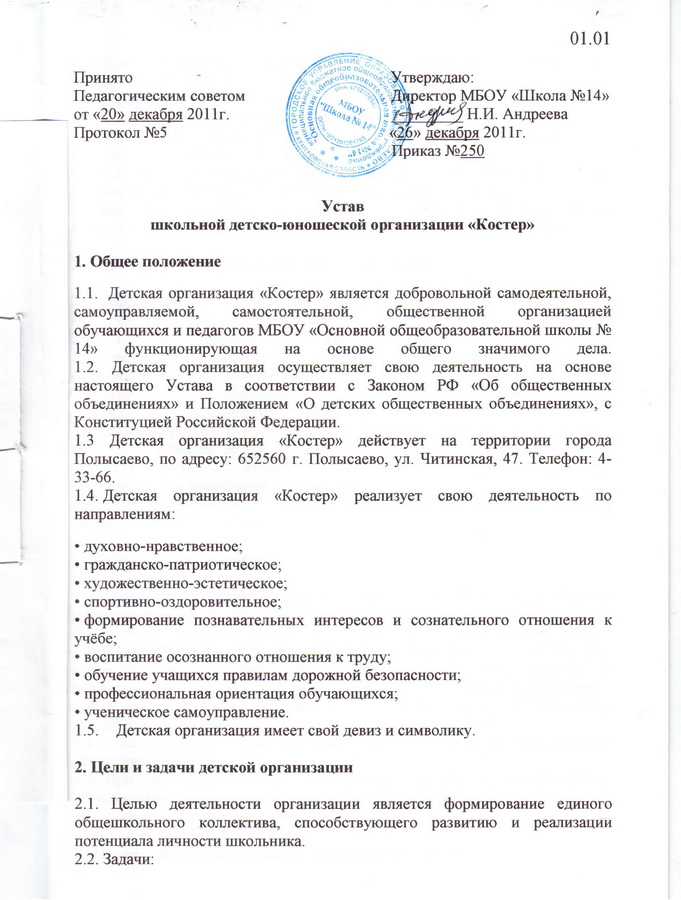 01.01
Принято
Педагогическим советом
от «20» декабря 2011г.
Протокол №5
Утверждаю:
Директор МБОУ «Школа №14»
Н.И. Андреева
«26» декабря 2011г.
Приказ №250
МБОУ
"Школа № 14"
Устав
школьной детско-юношеской организации «Костер»
1. Общее положение
1.1. Детская организация «Костер» является добровольной самодеятельной,
самоуправляемой, самостоятельной, общественной организацией
обучающихся и педагогов МБОУ «Основной общеобразовательной школы №
14» функционирующая на основе общего значимого дела.
1.2. Детская организация осуществляет свою деятельность на основе
настоящего Устава в соответствии с Законом РФ «Об общественных
объединениях» и Положением «О детских общественных объединениях», с
Конституцией Российской Федерации.
1.3 Детская организация «Костер» действует на территории города
Полысаево, по адресу: 652560 г. Полысаево, ул. Читинская, 47. Телефон: 4-
33-66.
1.4. Детская организация «Костер» реализует свою деятельность по
направлениям:
• духовно-нравственное;
• гражданско-патриотическое;
• художественно-эстетическое;
• спортивно-оздоровительное;
• формирование познавательных интересов и сознательного отношения к
учёбе;
• воспитание осознанного отношения к труду;
• обучение учащихся правилам дорожной безопасности;
• профессиональная ориентация обучающихся;
• ученическое самоуправление.
1.5. Детская организация имеет свой девиз и символику.
2. Цели и задачи детской организации
2.1. Целью деятельности организации является формирование единого
общешкольного коллектива, способствующего развитию и реализации
потенциала личности школьника.
2.2. Задачи: